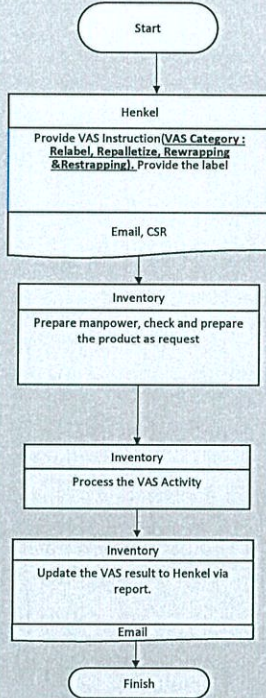 Start
Henkel
Provide VAS Instruction(VAS Category :
Relabel, Repalletize, Rewrapping
&Restrapping). Provide the label
Email, CSR
Inventory
Prepare manpower, check and prepare
the product as request
Inventory
Process the VAS Activity
Inventory
Update the VAS result to Henkel via
report.
Email
Finish